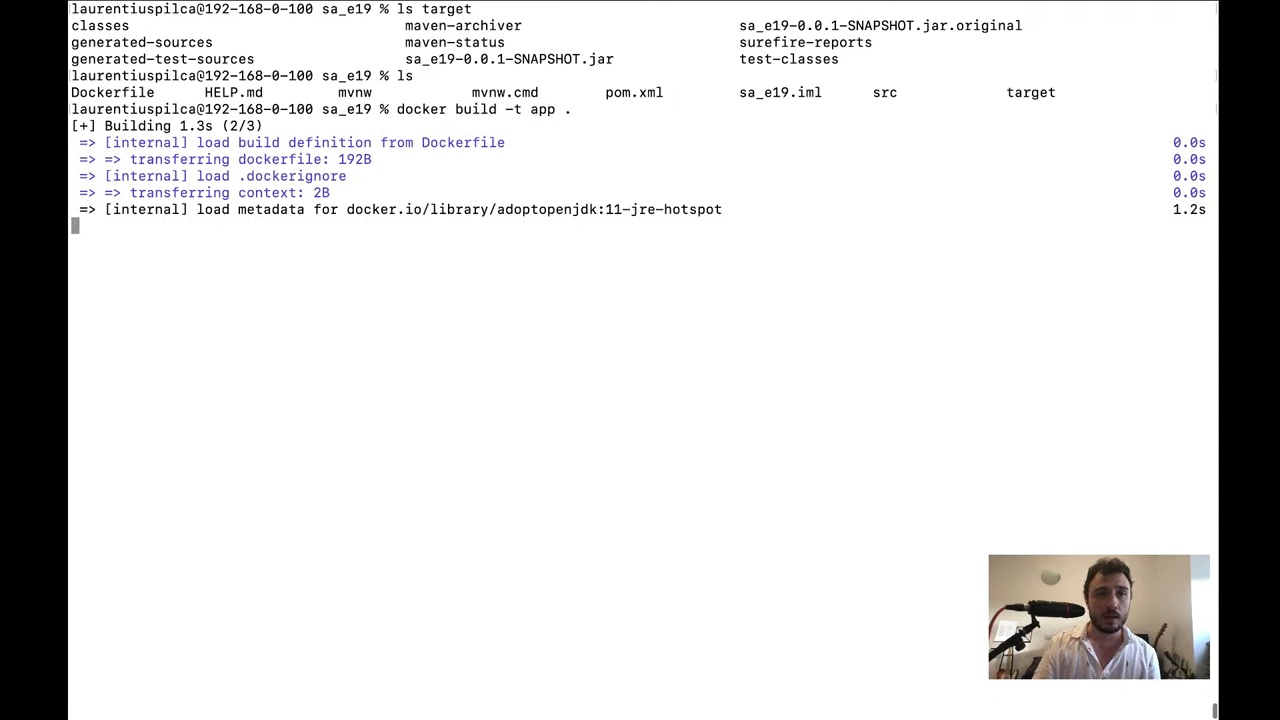 laurentiuspilca@192-168-0-100 sa_e19 % ls target
classes maven-archiver sa_e19-0.0.1-SNAPSHOT.jar.original
generated-sources maven-status surefire-reports
generated-test-sources sa_e19-0.0.1-SNAPSHOT.jar test-classes
laurentiuspilca@192-168-0-100 sa_e19 % ls
Dockerfile HELP.md mvnw mvnw.cmd pom.xml sa_e19.iml src target
laurentiuspilca@192-168-0-100 sa_e19 % docker build -t app .
[+] Building 1.3s (2/3)
=> [internal] load build definition from Dockerfile 0.0s
=> => transferring dockerfile: 192B 0.0s
=> [internal] load .dockerignore 0.0s
=> => transferring context: 2B 0.0s
=> [internal] load metadata for docker.io/library/adoptopenjdk:11-jre-hotspot 1.2s